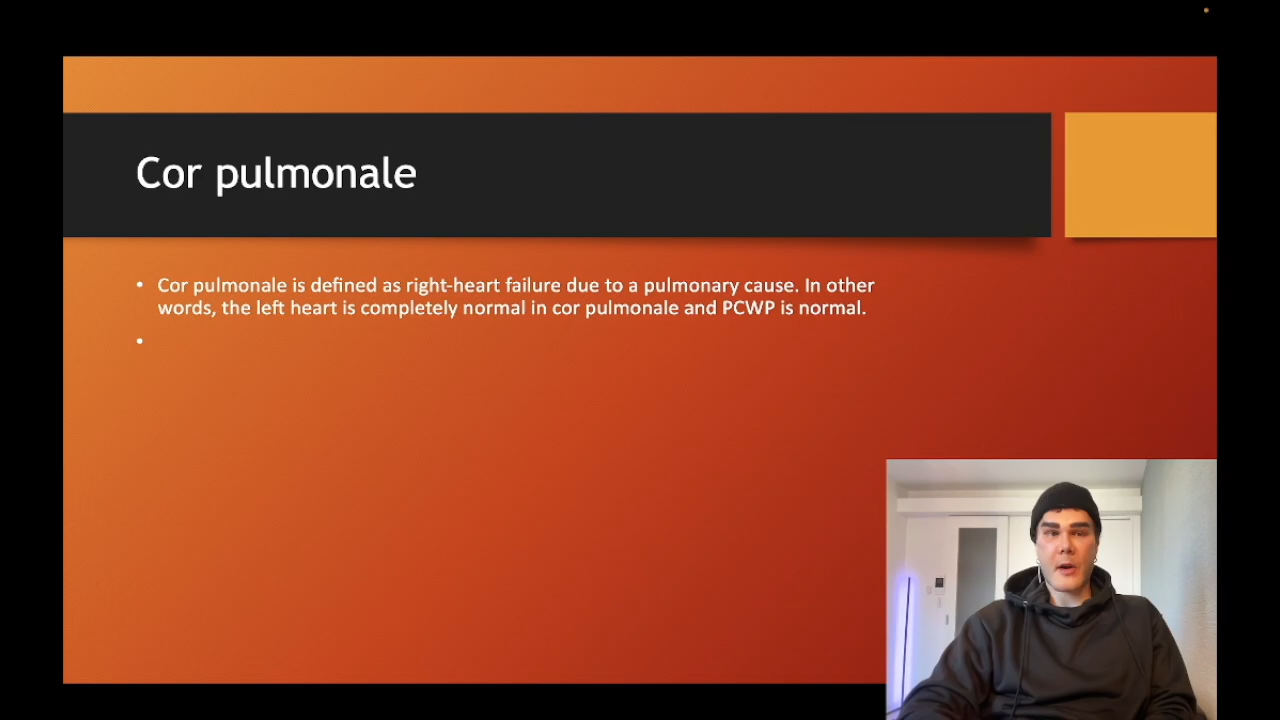 Cor pulmonale
• Cor pulmonale is defined as right-heart failure due to a pulmonary cause. In other
words, the left heart is completely normal in cor pulmonale and PCWP is normal.
•